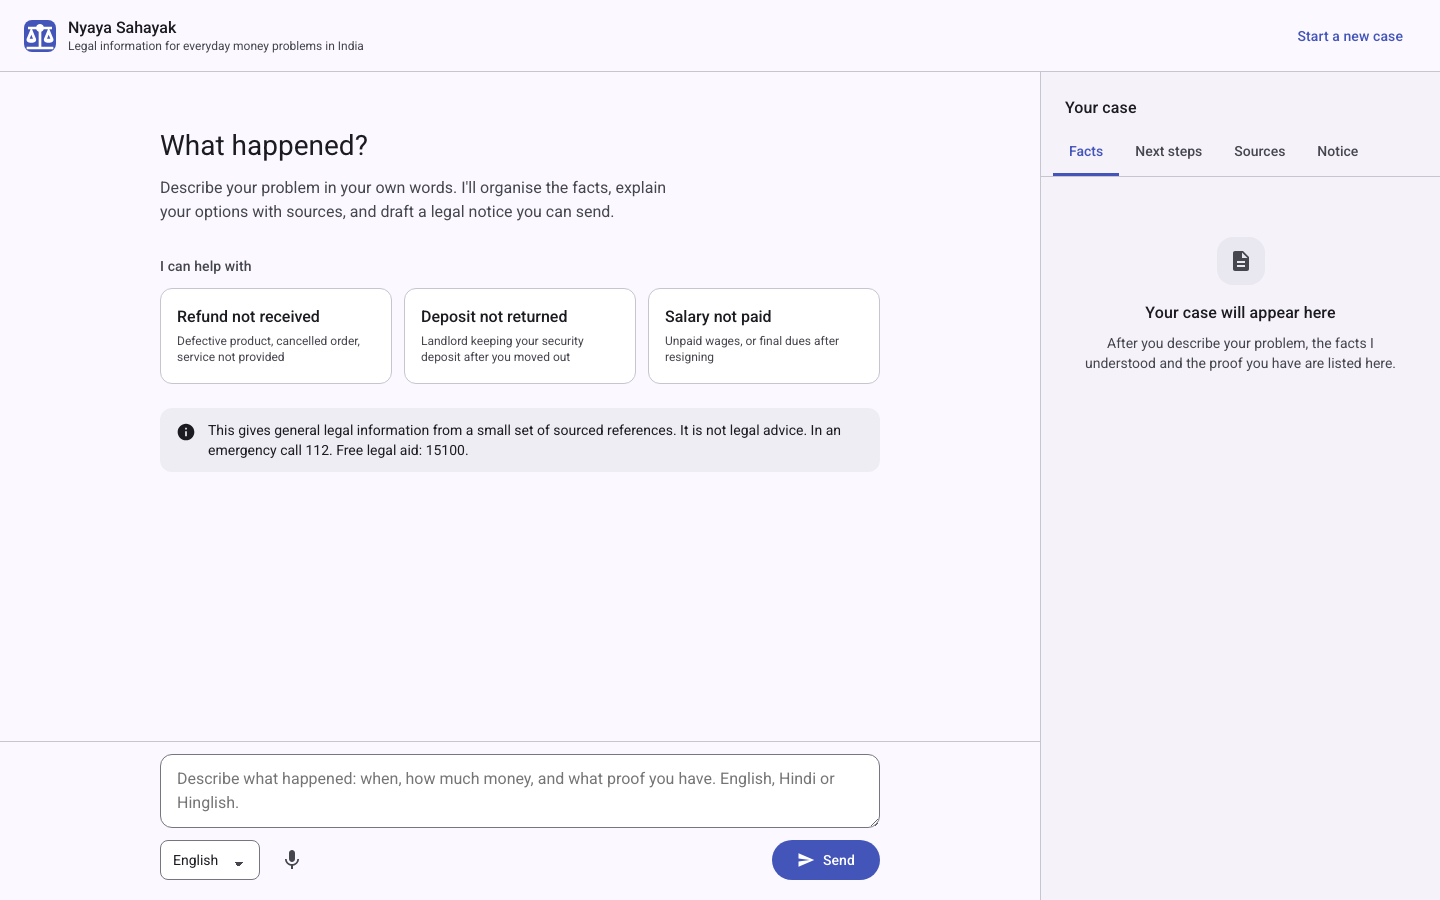 Nyaya Sahayak
Legal information for everyday money problems in India
Start a new case
What happened?
Describe your problem in your own words. I'll organise the facts, explain
your options with sources, and draft a legal notice you can send.
I can help with
Refund not received
Defective product, cancelled order,
service not provided
Deposit not returned
Landlord keeping your security
deposit after you moved out
Salary not paid
Unpaid wages, or final dues after
resigning
This gives general legal information from a small set of sourced references. It is not legal advice. In an
emergency call 112. Free legal aid: 15100.
Describe what happened: when, how much money, and what proof you have. English, Hindi or
Hinglish.
English
Send
Your case
Facts
Next steps
Sources
Notice
Your case will appear here
After you describe your problem, the facts I
understood and the proof you have are listed here.